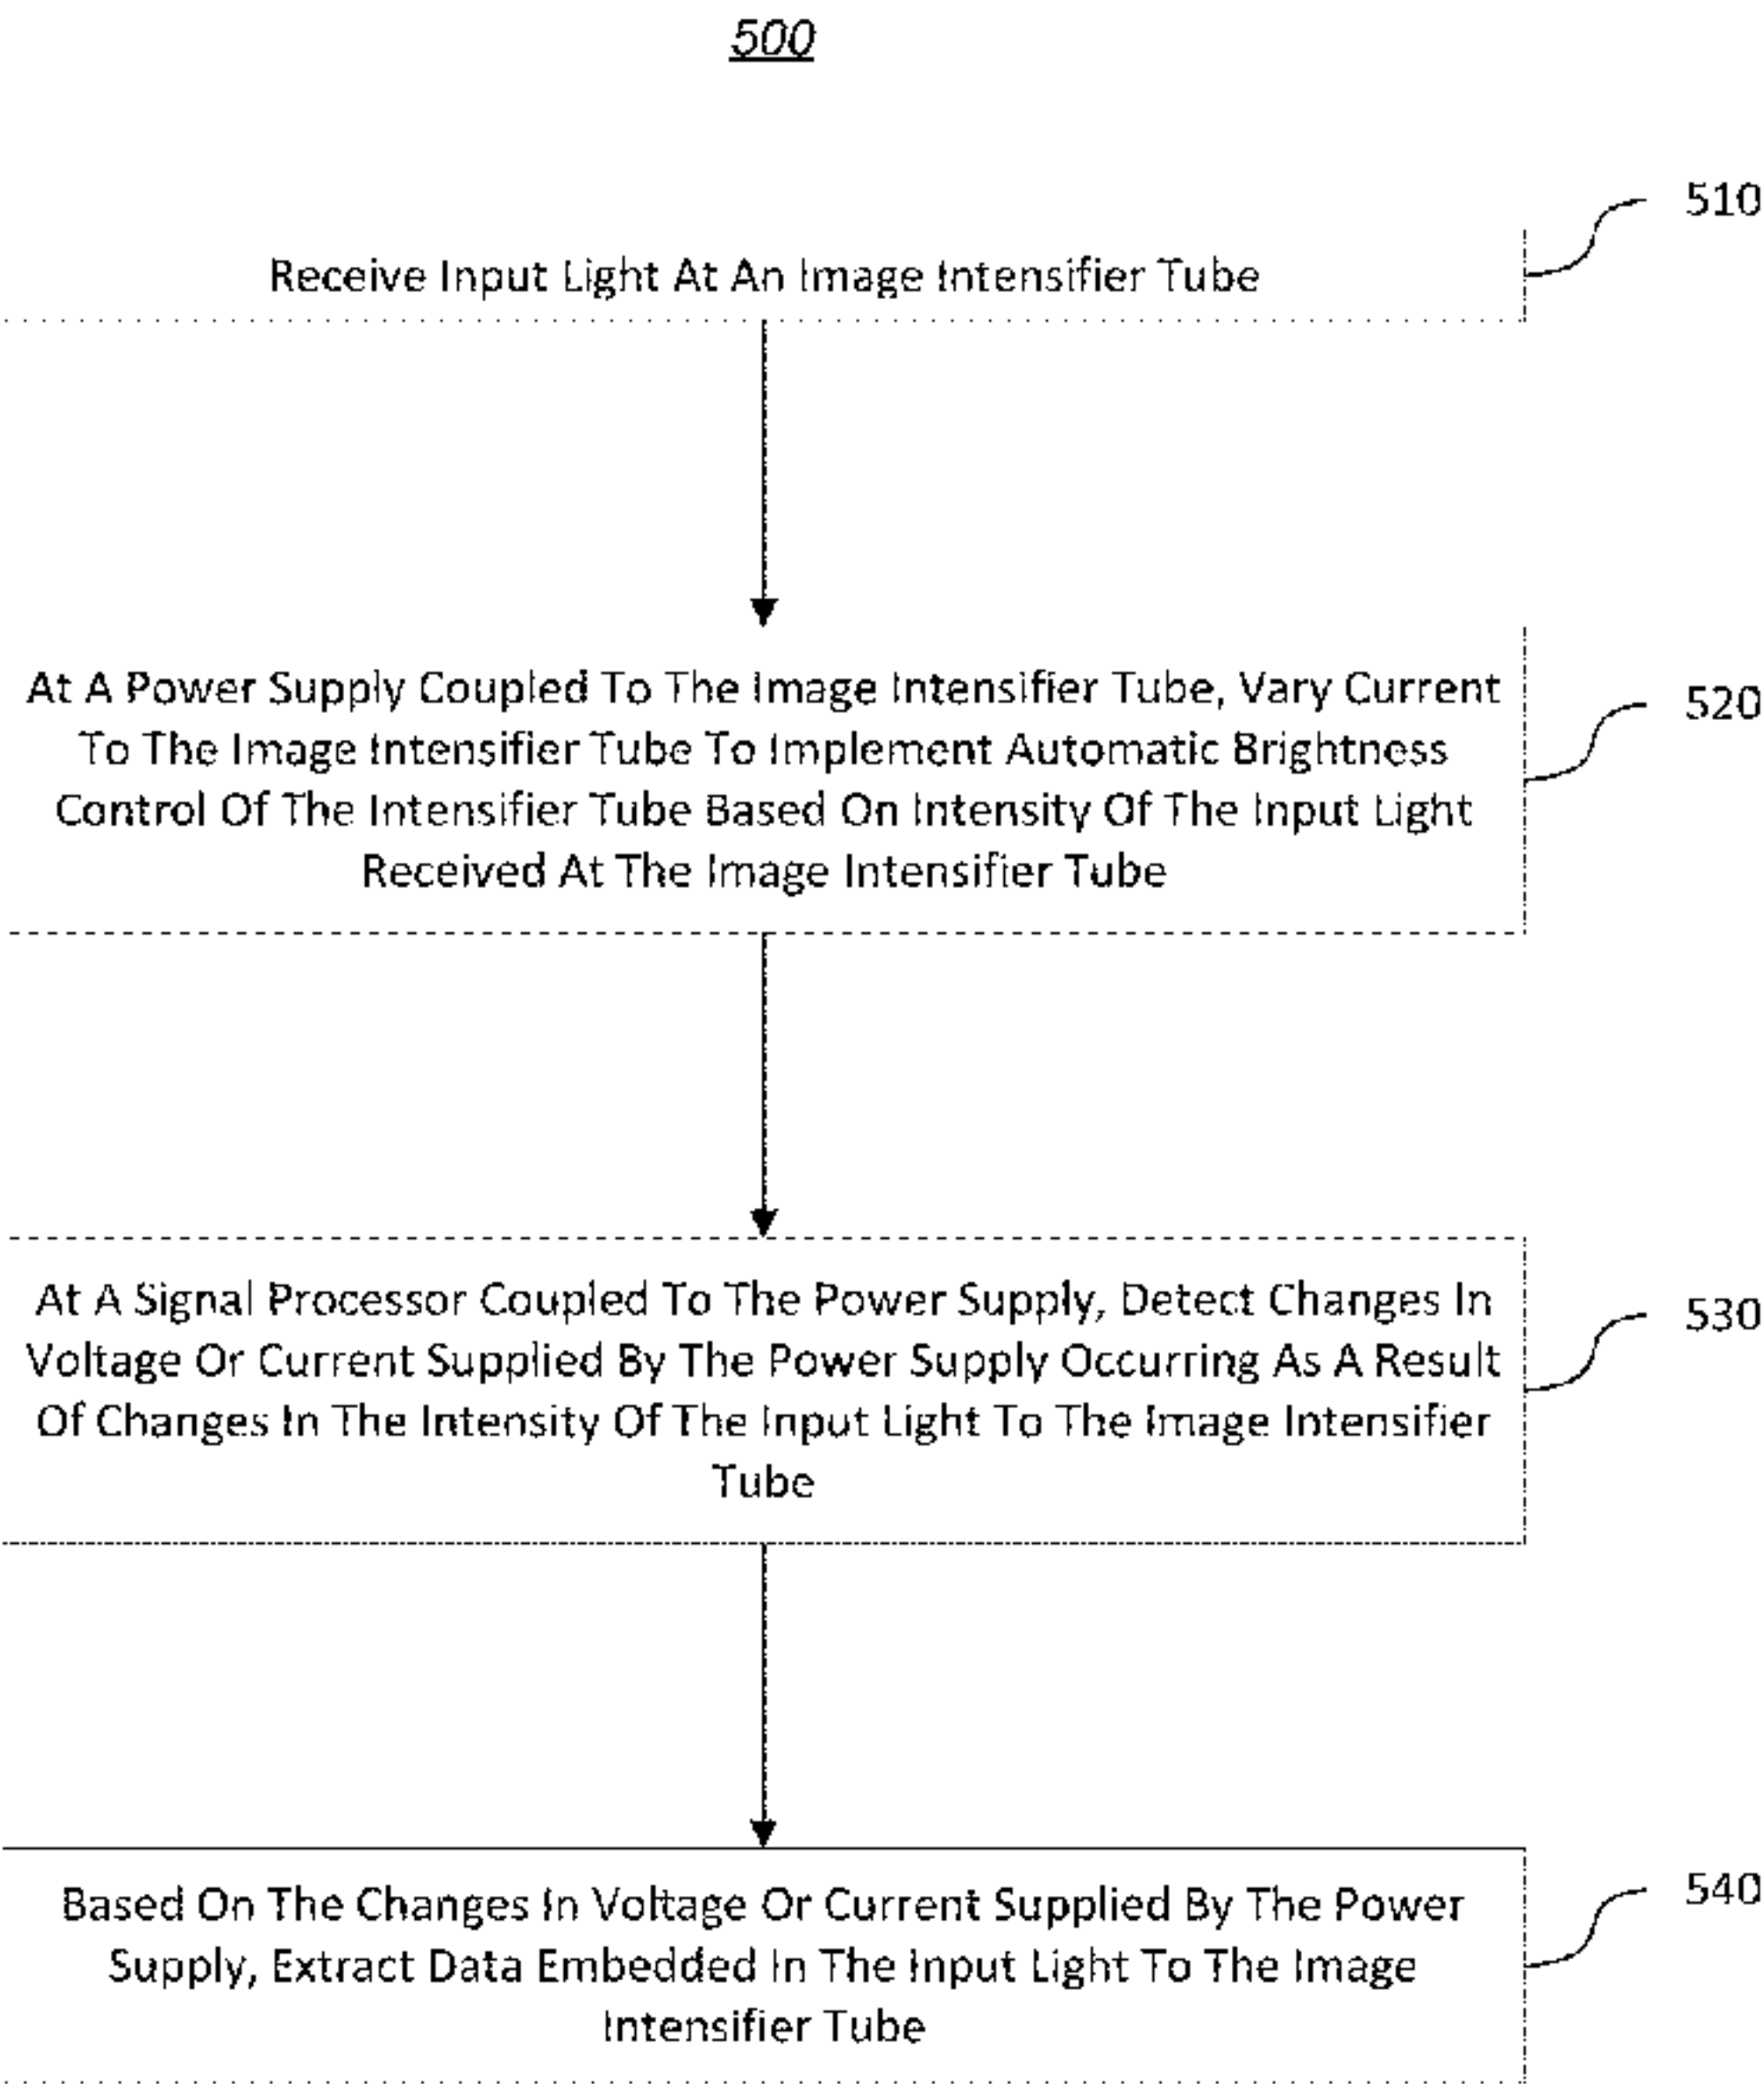 500
510
Receive Input Light At An Image Intensifier Tube
At A Power Supply Coupled To The Image Intensifier Tube, Vary Current
To The Image Intensifier Tube To Implement Automatic Brightness
Control Of The Intensifier Tube Based On Intensity Of The Input Light
Received At The Image Intensifier Tube
520
At A Signal Processor Coupled To The Power Supply, Detect Changes In
Voltage Or Current Supplied By The Power Supply Occurring As A Result
Of Changes In The Intensity Of The Input Light To The Image Intensifier
Tube
530
Based On The Changes In Voltage Or Current Supplied By The Power
Supply, Extract Data Embedded In The Input Light To The Image
Intensifier Tube
540